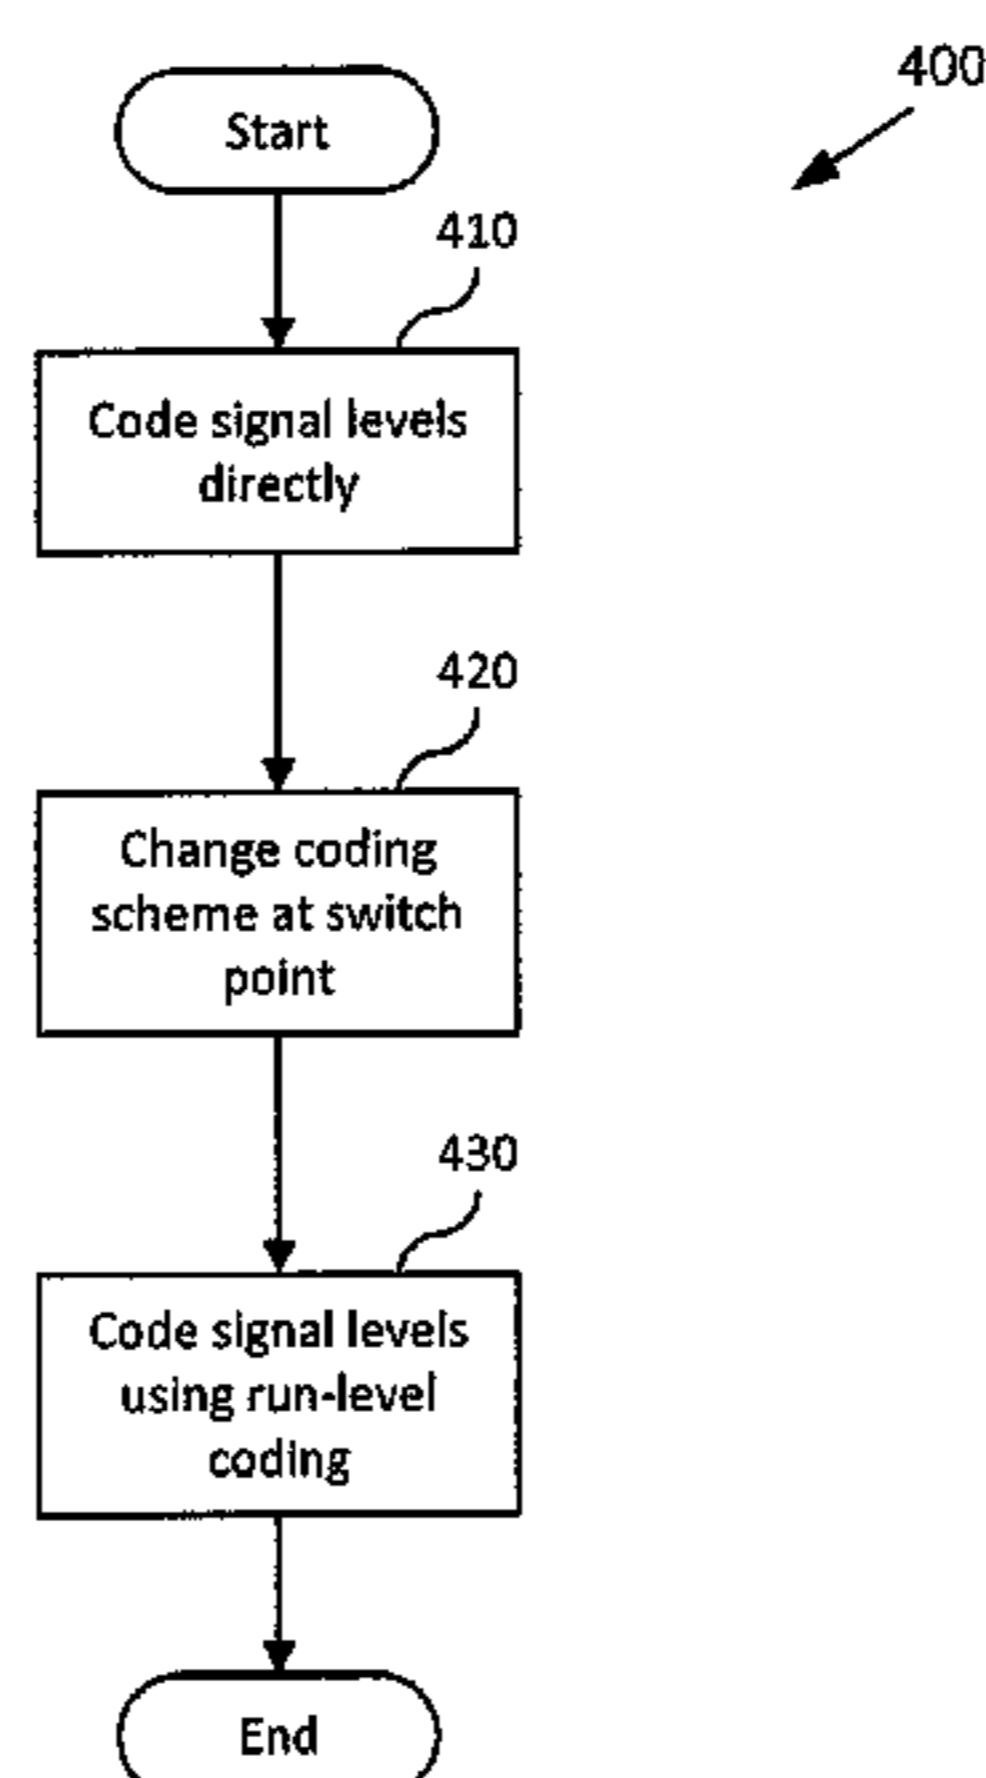 400
Start
410
Code signal levels
directly
420
Change coding
scheme at switch
point
430
Code signal levels
using run-level
coding
End